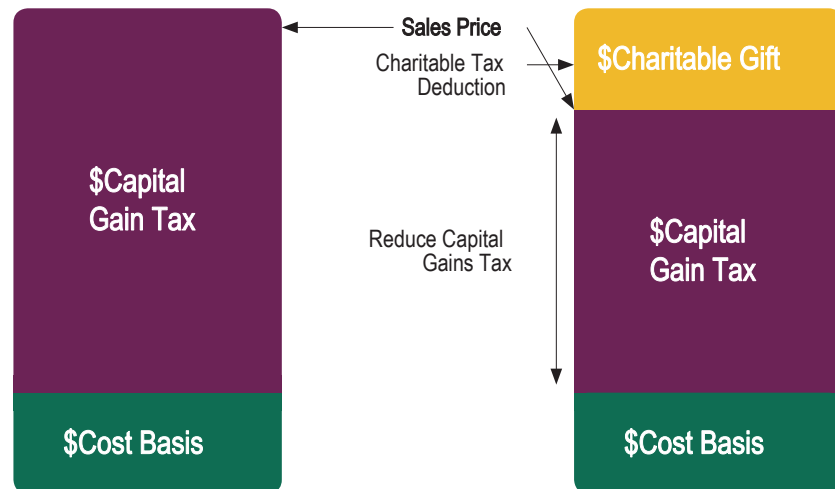 Sales Price
Charitable Tax
Deduction
$Charitable Gift
$Capital
Gain Tax
Reduce Capital
Gains Tax
$Capital
Gain Tax
$Cost Basis
$Cost Basis